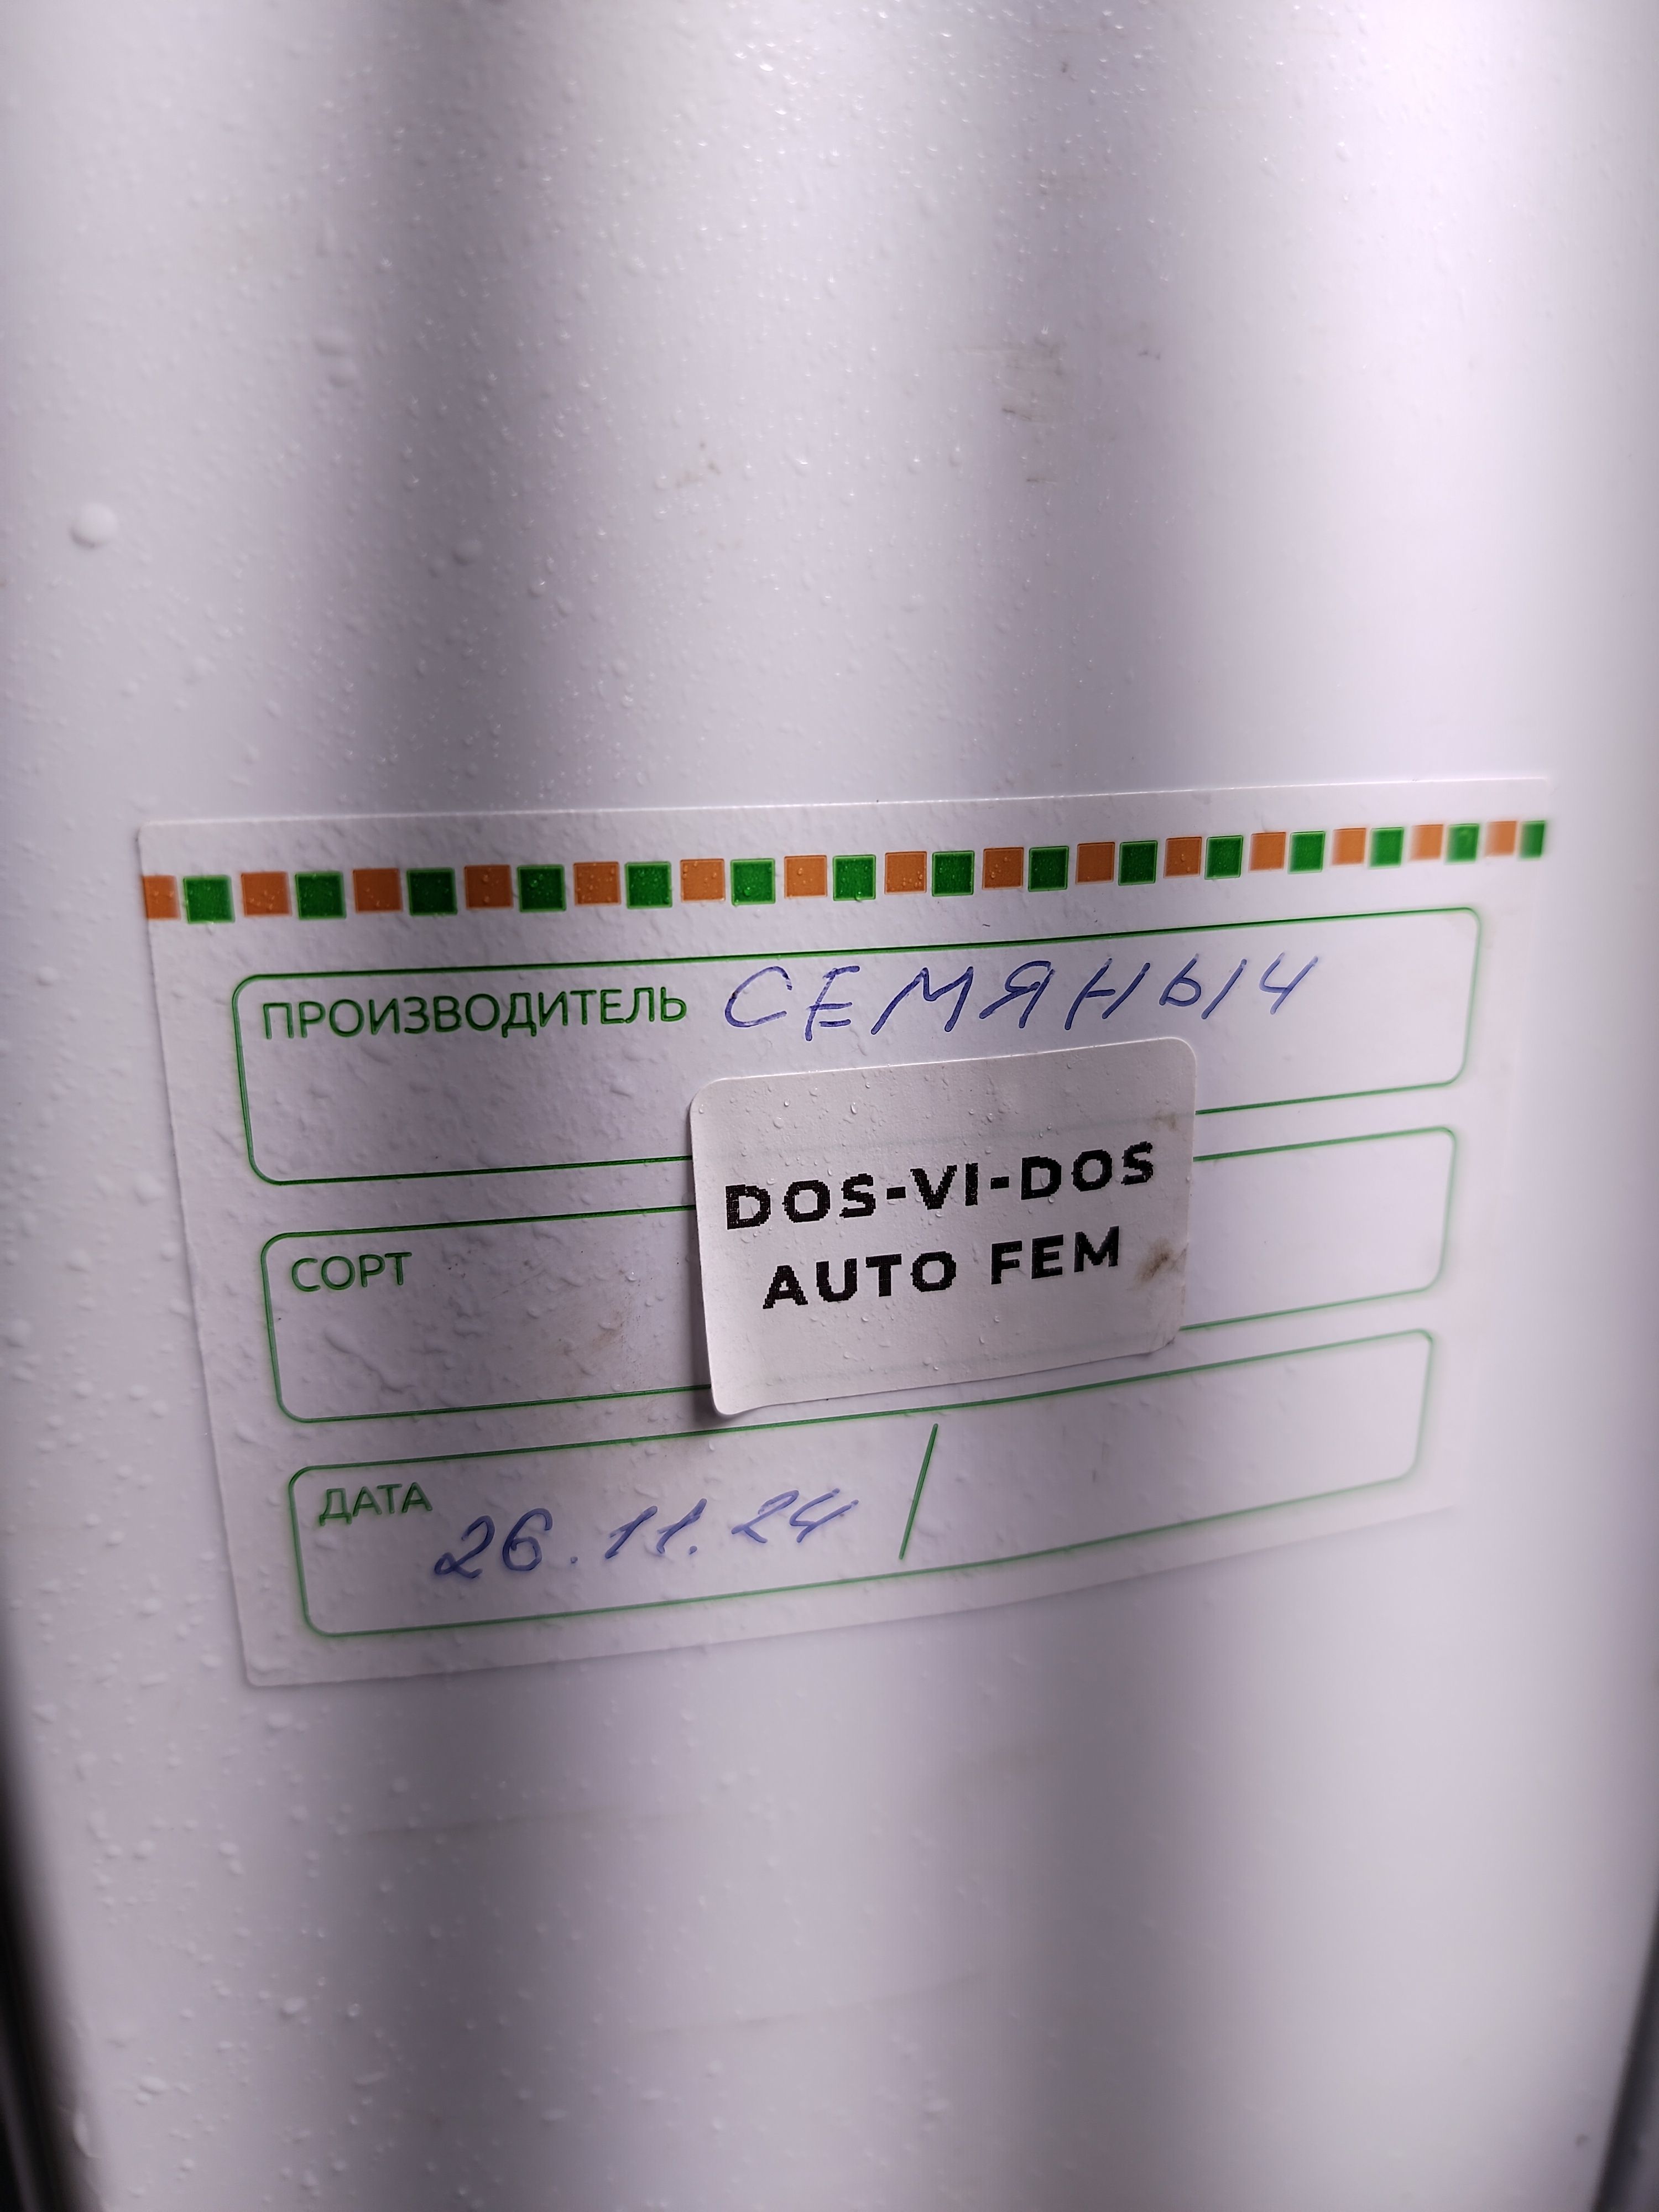 ПРОИЗВОДИТЕЛЬ СЕМЯНЫЧ
СОРТ
DOS-VI-DOS
AUTO FEM
ДАТА 26.11.24 /